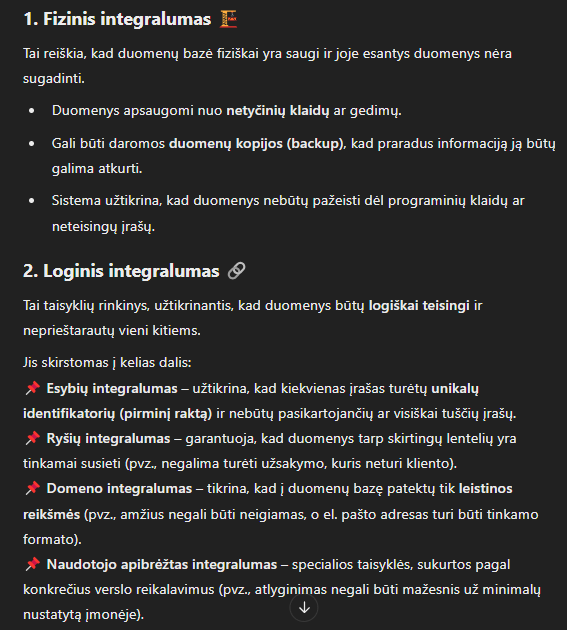 1. Fizinis integralumas
Tai reiškia, kad duomenų bazė fiziškai yra saugi ir joje esantys duomenys nėra
sugadinti.
• Duomenys apsaugomi nuo netyčinių klaidų ar gedimų.
• Gali būti daromos duomenų kopijos (backup), kad praradus informaciją ją būtų
galima atkurti.
• Sistema užtikrina, kad duomenys nebūtų pažeisti dėl programinių klaidų ar
neteisingų įrašų.
2. Loginis integralumas 🔗
Tai taisyklių rinkinys, užtikrinantis, kad duomenys būtų logiškai teisingi ir
neprieštarautų vieni kitiems.
Jis skirstomas į kelias dalis:
📌 Esybių integralumas – užtikrina, kad kiekvienas įrašas turėtų unikalų
identifikatorių (pirminį raktą) ir nebūtų pasikartojančių ar visiškai tuščių įrašų.
📌 Ryšių integralumas – garantuoja, kad duomenys tarp skirtingų lentelių yra
tinkamai susieti (pvz., negalima turėti užsakymo, kuris neturi kliento).
📌 Domeno integralumas – tikrina, kad į duomenų bazę patektų tik leistinos
reikšmės (pvz., amžius negali būti neigiamas, o el. pašto adresas turi būti tinkamo
formato).
📌 Naudotojo apibrėžtas integralumas – specialios taisyklės, sukurtos pagal
konkrečius verslo reikalavimus (pvz., atlyginimas negali būti mažesnis už minimalų
nustatytą įmonėje).